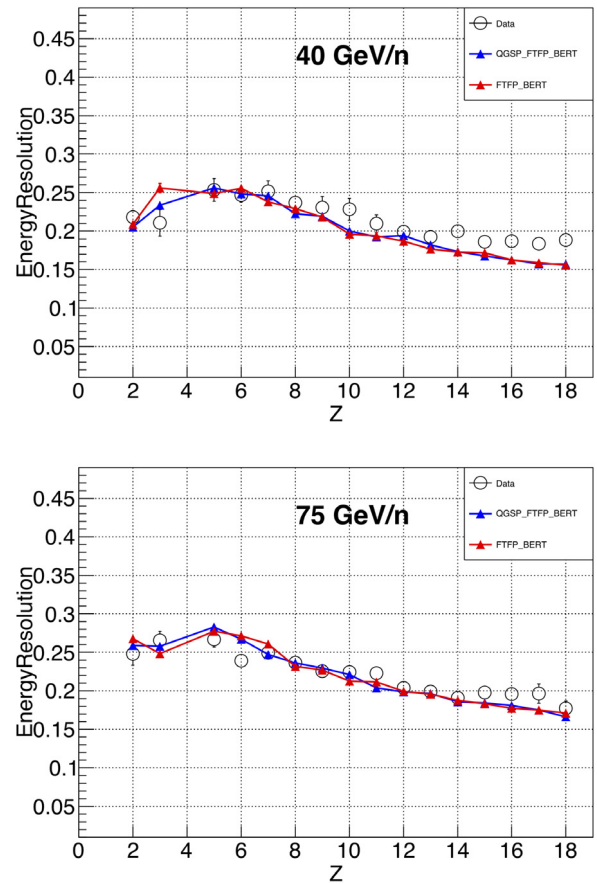 40 GeV/n
Data
QGSP_FTFP_BERT
FTFP_BERT
EnergyResolution
0.45
0.4
0.35
0.3
0.25
0.2
0.15
0.1
0.05
0 2 4 6 8 10 12 14 16 18
Z
75 GeV/n
Data
QGSP_FTFP_BERT
FTFP_BERT
EnergyResolution
0.45
0.4
0.35
0.3
0.25
0.2
0.15
0.1
0.05
0 2 4 6 8 10 12 14 16 18
Z